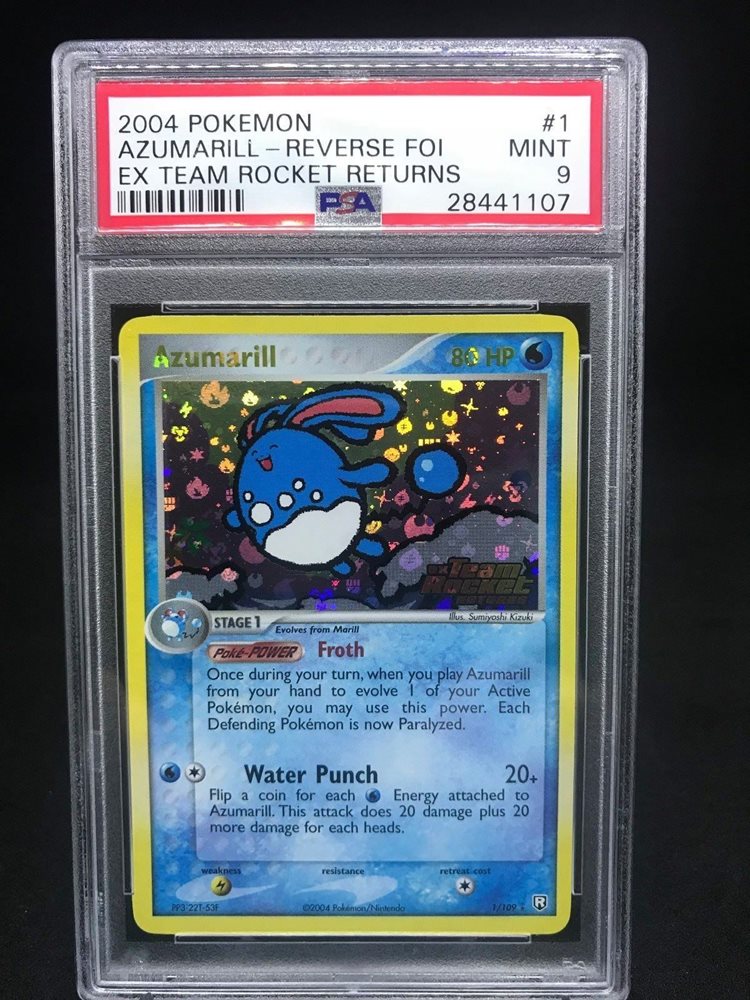 2004 POKEMON #1
AZUMARILL - REVERSE FOI MINT
EX TEAM ROCKET RETURNS 9
PSA 28441107
Azumarill 80 HP
Team
Rocket
RETURNS
Illus. Sumiyoshi Kizuki
STAGE 1
Evolves from Marill
Poké-POWER Froth
Once during your turn, when you play Azumarill
from your hand to evolve 1 of your Active
Pokémon, you may use this power. Each
Defending Pokémon is now Paralyzed.
Water Punch 20+
Flip a coin for each Energy attached to
Azumarill. This attack does 20 damage plus 20
more damage for each heads.
weakness resistance retreat cost
PP3-22T-53F ©2004 Pokémon/Nintendo 1/109 ★ R